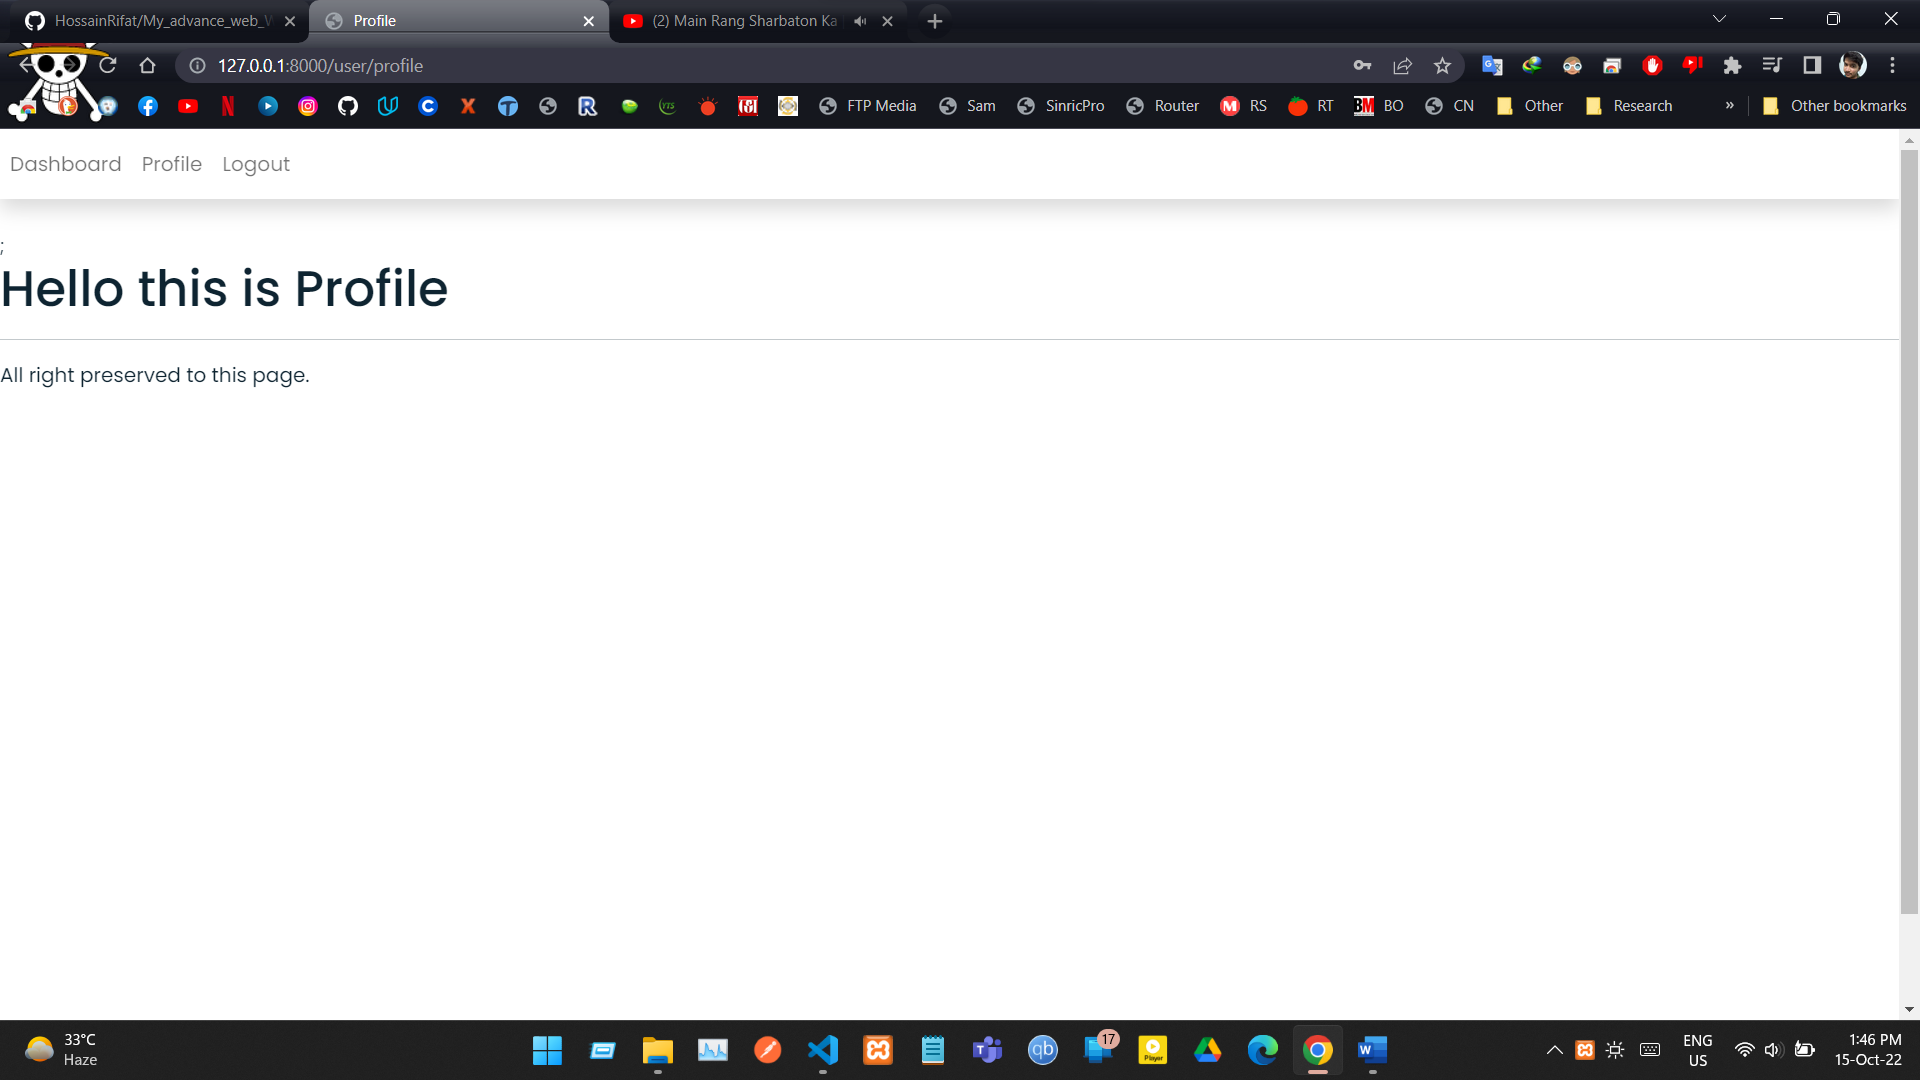 HossainRifat/My_advance_web_W
Profile
(2) Main Rang Sharbaton Ka
127.0.0.1:8000/user/profile
FTP Media
Sam
SinricPro
Router
RS
RT
BO
CN
Other
Research
»
Other bookmarks
Dashboard Profile Logout
;
Hello this is Profile
All right preserved to this page.
33°C
Haze
17
Player
ENG
US
1:46 PM
15-Oct-22